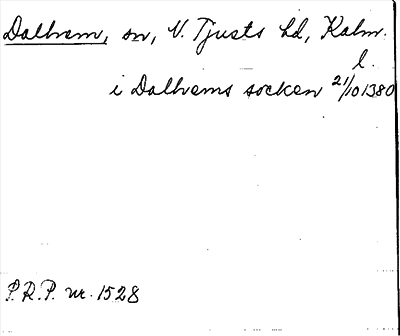 Dalhem, sn, N. Tjusts hd, Kalm.
l.
i Dalhems socken 21/10 1380
P.R.P. nr. 1528